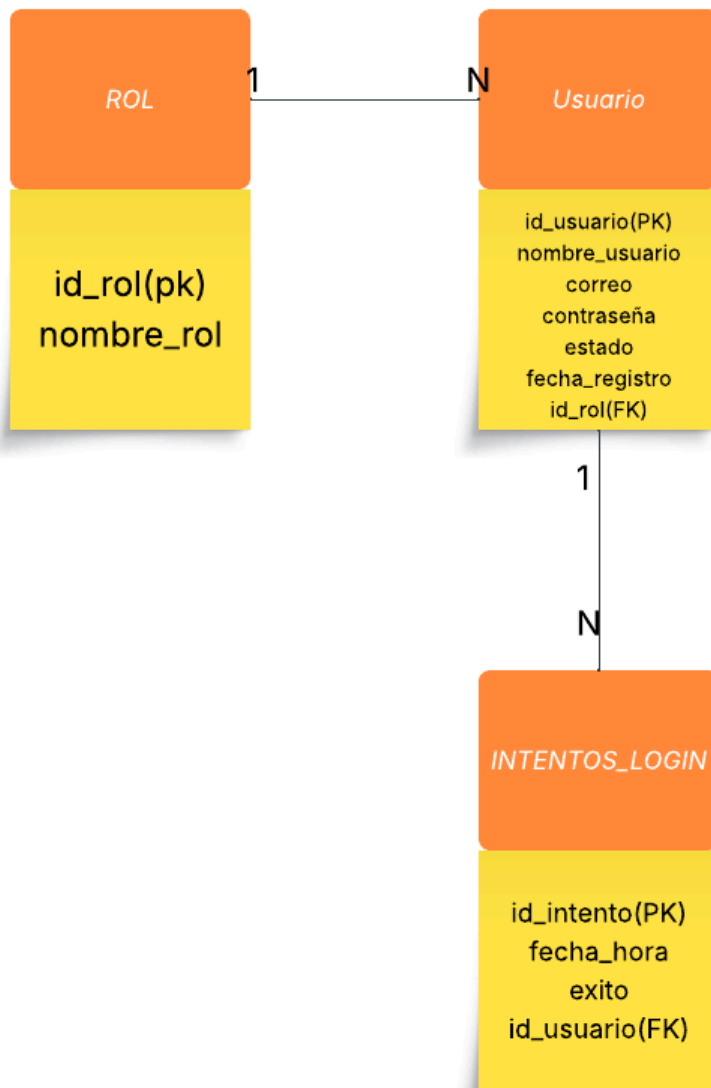 ROL
1
N
Usuario
id_rol(pk)
nombre_rol
id_usuario(PK)
nombre_usuario
correo
contraseña
estado
fecha_registro
id_rol(FK)
1
N
INTENTOS_LOGIN
id_intento(PK)
fecha_hora
exito
id_usuario(FK)